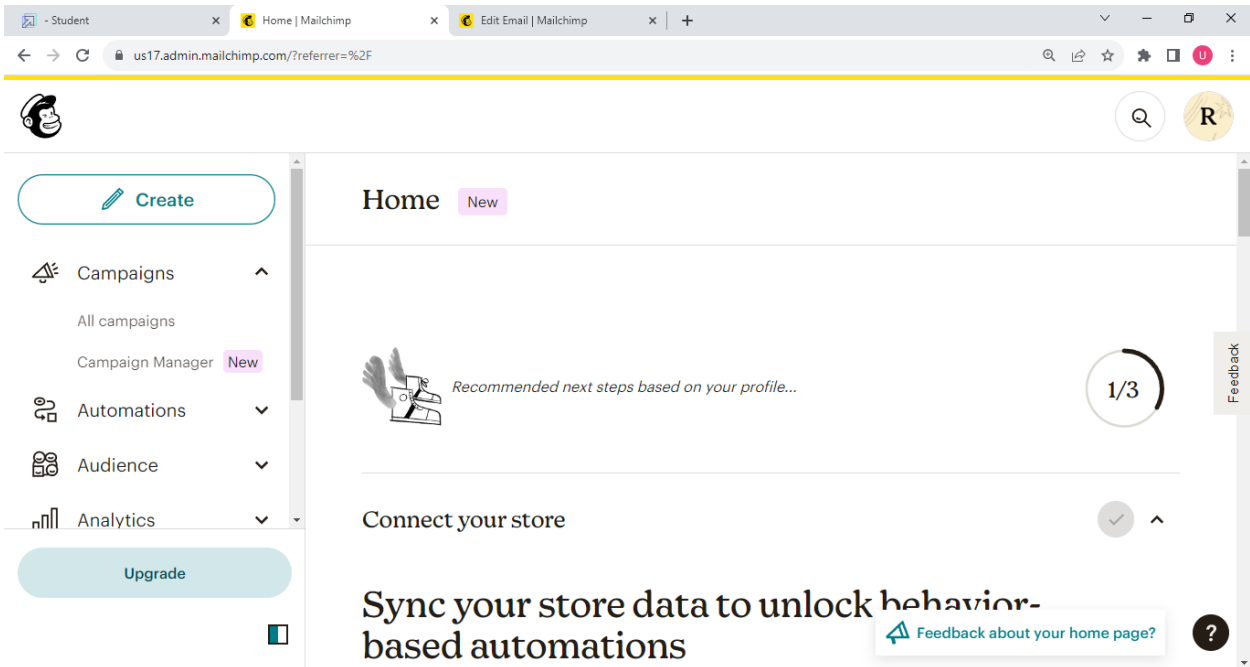 - Student
Home | Mailchimp
Edit Email | Mailchimp
us17.admin.mailchimp.com/?referrer=%2F
U
R
Create
Campaigns
All campaigns
Campaign Manager New
Automations
Audience
Analytics
Upgrade
Home New
Recommended next steps based on your profile...
1/3
Feedback
Connect your store
Sync your store data to unlock behavior-
based automations
Feedback about your home page?
?